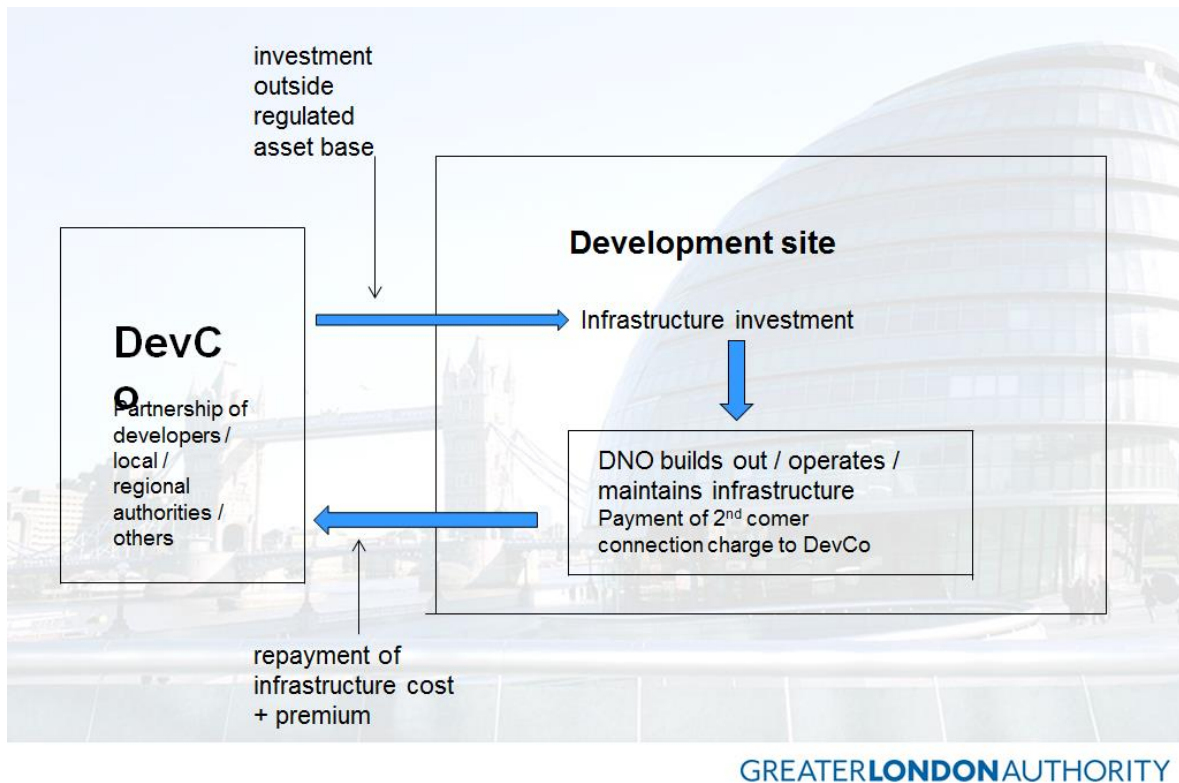 investment
outside
regulated
asset base
Development site
Infrastructure investment
DevC
o
Partnership of
developers /
local /
regional
authorities /
others
DNO builds out / operates /
maintains infrastructure
Payment of 2nd comer
connection charge to DevCo
repayment of
infrastructure cost
+ premium
GREATERLONDONAUTHORITY